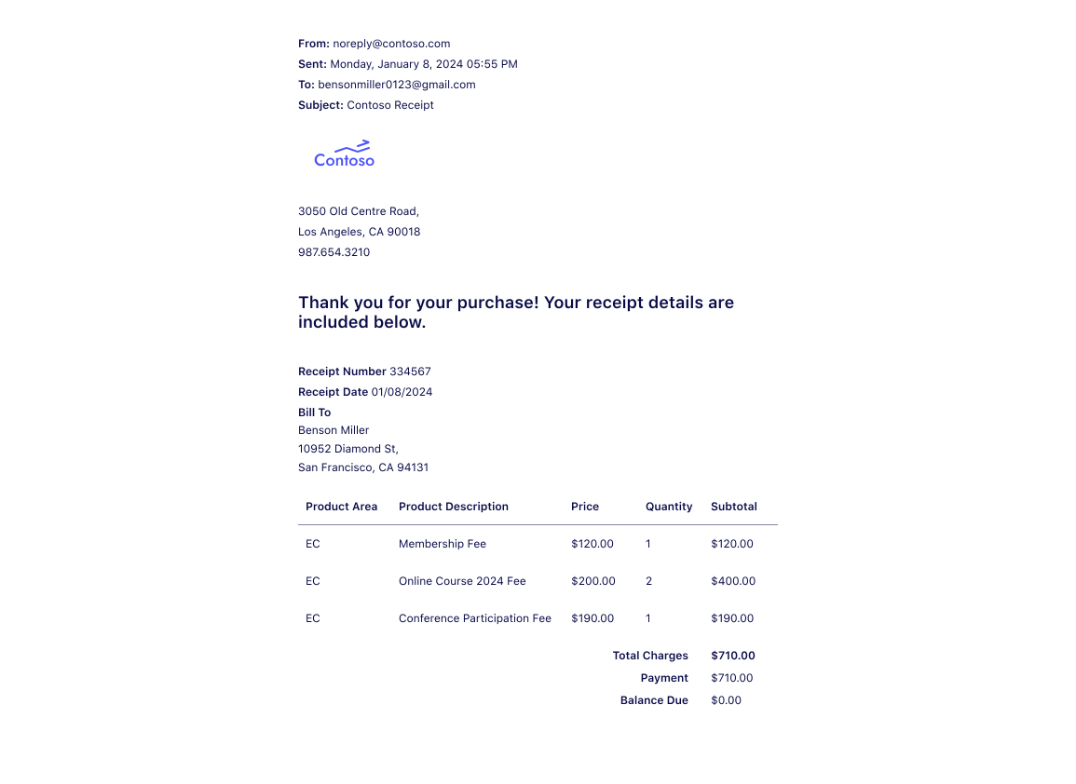 From: noreply@contoso.com
Sent: Monday, January 8, 2024 05:55 PM
To: bensonmiller0123@gmail.com
Subject: Contoso Receipt
Contoso
3050 Old Centre Road,
Los Angeles, CA 90018
987.654.3210
Thank you for your purchase! Your receipt details are
included below.
Receipt Number 334567
Receipt Date 01/08/2024
Bill To
Benson Miller
10952 Diamond St,
San Francisco, CA 94131
Product Area Product Description Price Quantity Subtotal
EC Membership Fee $120.00 1 $120.00
EC Online Course 2024 Fee $200.00 2 $400.00
EC Conference Participation Fee $190.00 1 $190.00
Total Charges $710.00
Payment $710.00
Balance Due $0.00